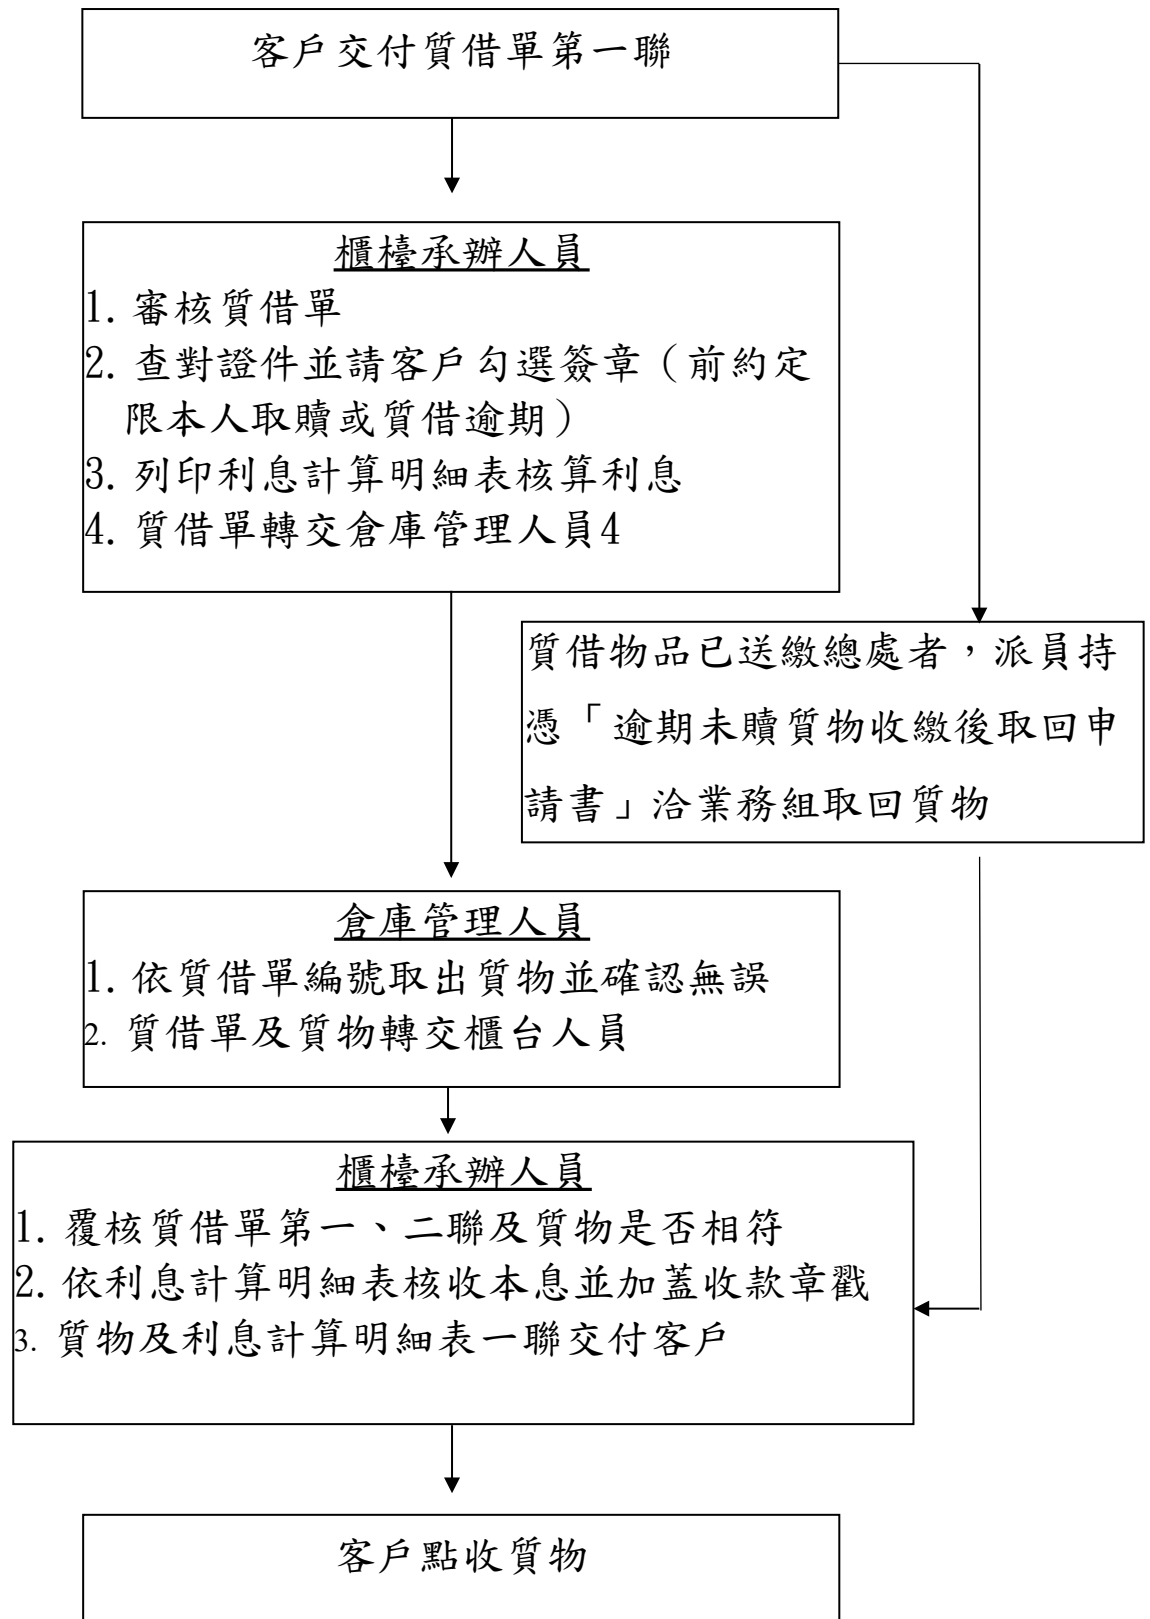 客戶交付質借單第一聯
櫃檯承辦人員
1. 審核質借單
2. 查對證件並請客戶勾選簽章（前約定
限本人取贖或質借逾期）
3. 列印利息計算明細表核算利息
4. 質借單轉交倉庫管理人員4
質借物品已送繳總處者，派員持
憑「逾期未贖質物收繳後取回申
請書」洽業務組取回質物
倉庫管理人員
1. 依質借單編號取出質物並確認無誤
2. 質借單及質物轉交櫃台人員
櫃檯承辦人員
1. 覆核質借單第一、二聯及質物是否相符
2. 依利息計算明細表核收本息並加蓋收款章戳
3. 質物及利息計算明細表一聯交付客戶
客戶點收質物